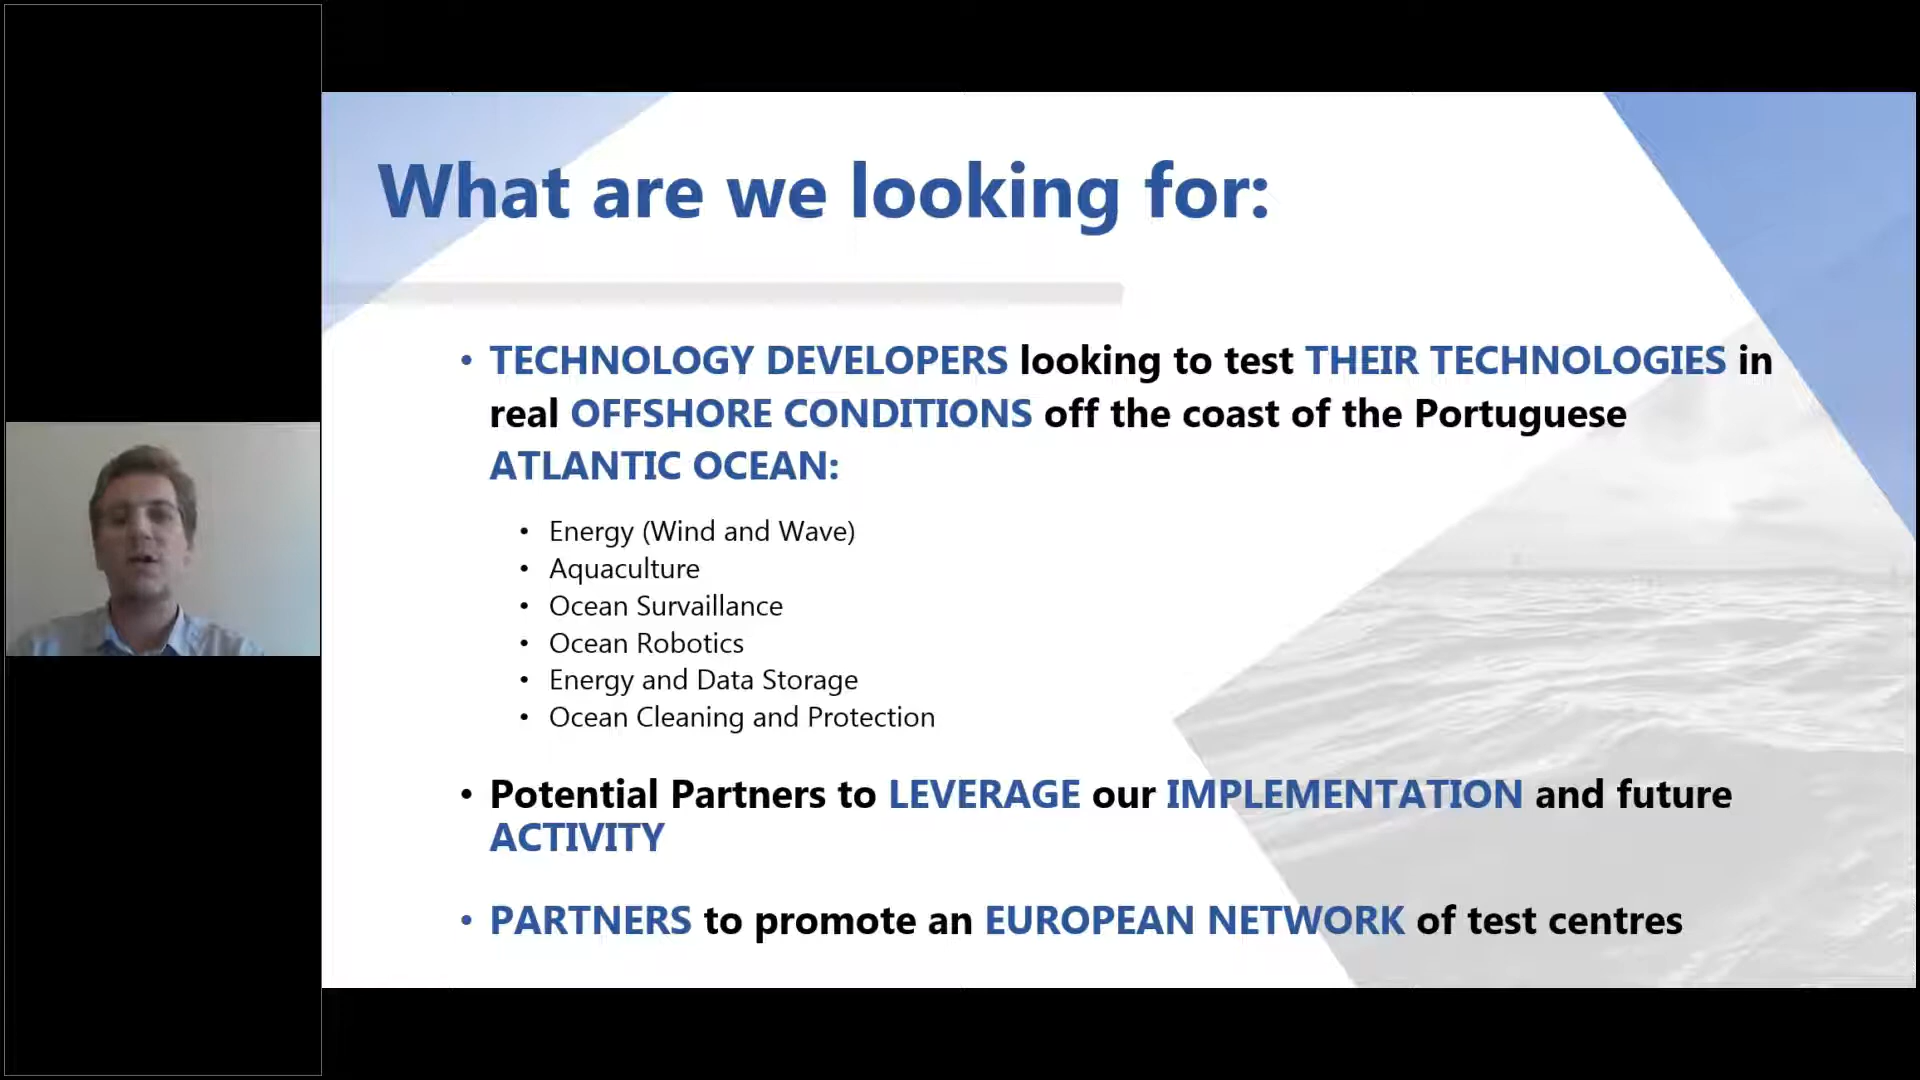 What are we looking for:
• TECHNOLOGY DEVELOPERS looking to test THEIR TECHNOLOGIES in
real OFFSHORE CONDITIONS off the coast of the Portuguese
ATLANTIC OCEAN:
• Energy (Wind and Wave)
• Aquaculture
• Ocean Survaillance
• Ocean Robotics
• Energy and Data Storage
• Ocean Cleaning and Protection
• Potential Partners to LEVERAGE our IMPLEMENTATION and future
ACTIVITY
• PARTNERS to promote an EUROPEAN NETWORK of test centres